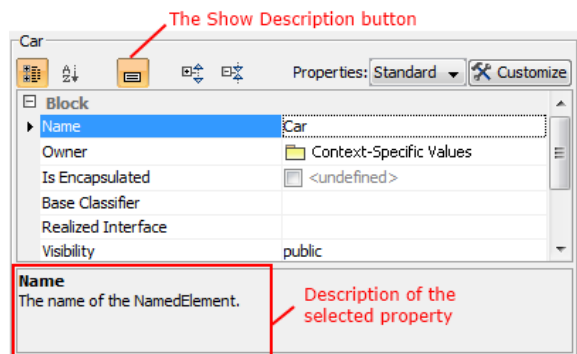 The Show Description button
Car
Properties: Standard Customize
Block
Name Car
Owner Context-Specific Values
Is Encapsulated <undefined>
Base Classifier
Realized Interface
Visibility public
Name
The name of the NamedElement.
Description of the
selected property